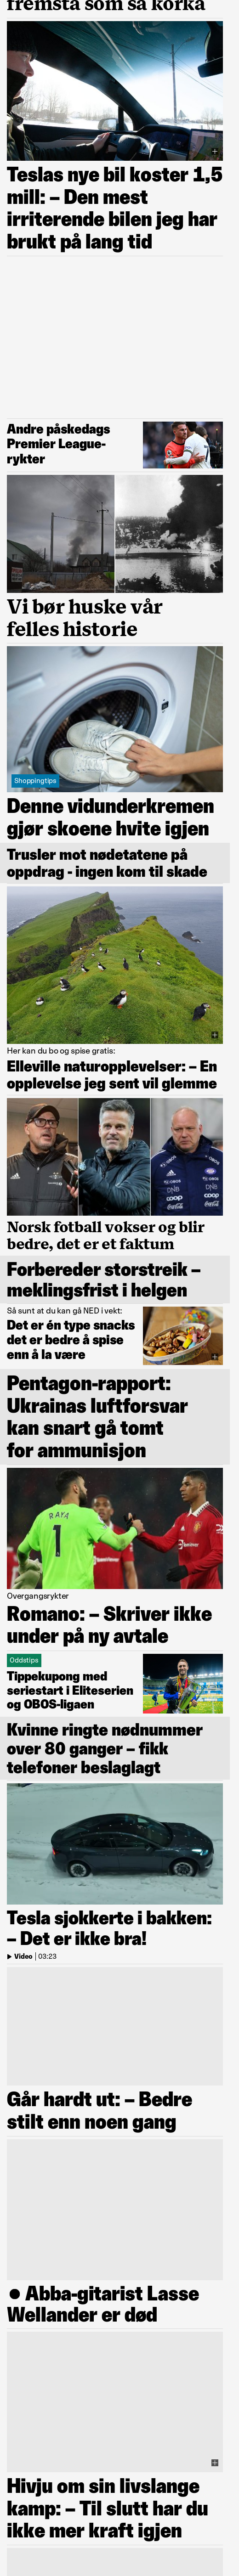 fremsta som så korka
Teslas nye bil koster 1,5
mill: – Den mest
irriterende bilen jeg har
brukt på lang tid
Andre påskedags
Premier League-
rykter
Vi bør huske vår
felles historie
Shoppingtips
Denne vidunderkremen
gjør skoene hvite igjen
Trusler mot nødetatene på
oppdrag - ingen kom til skade
Her kan du bo og spise gratis:
Elleville naturopplevelser: – En
opplevelse jeg sent vil glemme
Norsk fotball vokser og blir
bedre, det er et faktum
Forbereder storstreik –
meklingsfrist i helgen
Så sunt at du kan gå NED i vekt:
Det er én type snacks
det er bedre å spise
enn å la være
Pentagon-rapport:
Ukrainas luftforsvar
kan snart gå tomt
for ammunisjon
RAYA
1
Overgangsrykter
Romano: – Skriver ikke
under på ny avtale
Oddstips
Tippekupong med
seriestart i Eliteserien
og OBOS-ligaen
Kvinne ringte nødnummer
over 80 ganger – fikk
telefoner beslaglagt
Tesla sjokkerte i bakken:
– Det er ikke bra!
Video | 03:23
Går hardt ut: – Bedre
stilt enn noen gang
● Abba-gitarist Lasse
Wellander er død
Hivju om sin livslange
kamp: – Til slutt har du
ikke mer kraft igjen